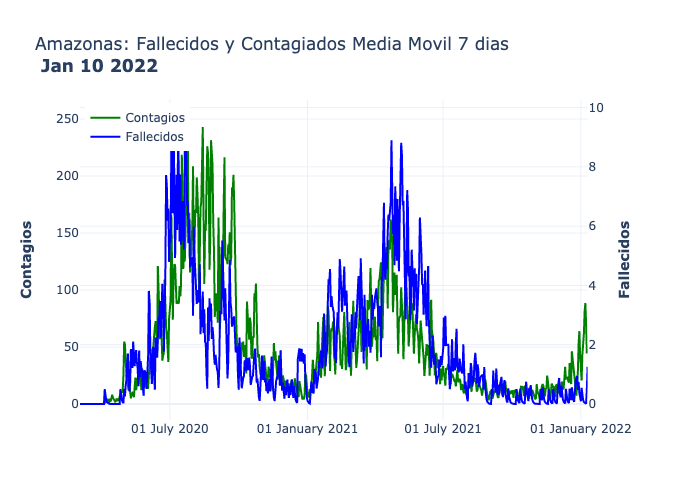 Amazonas: Fallecidos y Contagiados Media Movil 7 dias
Jan 10 2022
Contagios
Fallecidos
250
200
150
100
50
0
10
8
6
4
2
0
Contagios
Fallecidos
01 July 2020
01 January 2021
01 July 2021
01 January 2022